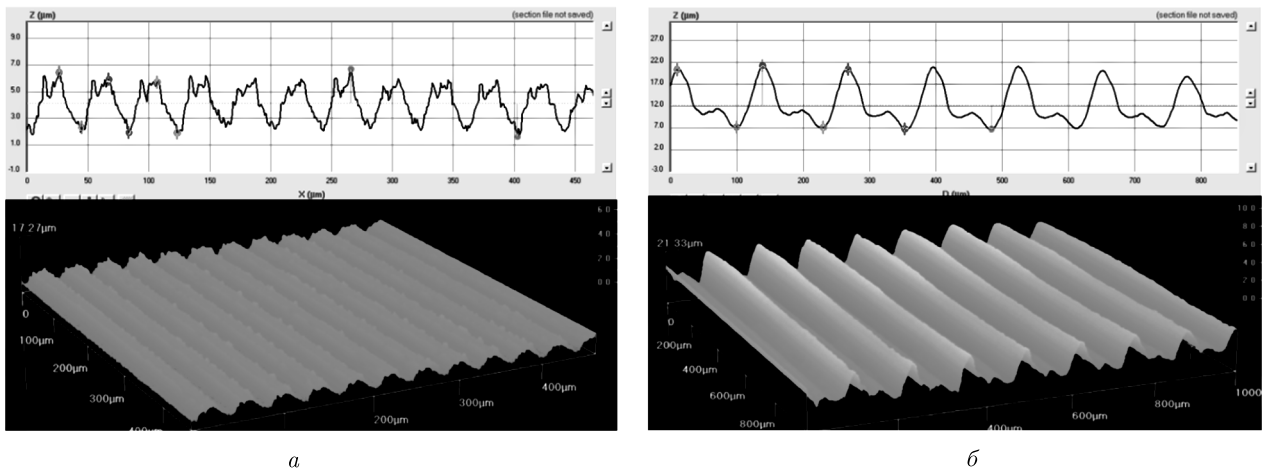 Z (µm) (section file not saved)
9.0
7.0
5.0
3.0
1.0
-1.0
0 50 100 150 200 250 300 350 400 450
X (µm)
17.27µm
6 0
4 0
2 0
0 0
0
100µm
200µm
300µm
400µm
200µm
300µm
400µm
а
Z (µm) (section file not saved)
27.0
22.0
17.0
12.0
7.0
2.0
-3.0
0 100 200 300 400 500 600 700 800
D (µm)
21 33µm
10 0
8 0
6 0
4 0
2 0
0 0
0
200µm
400µm
600µm
800µm
400µm
600µm
800µm
1000
б